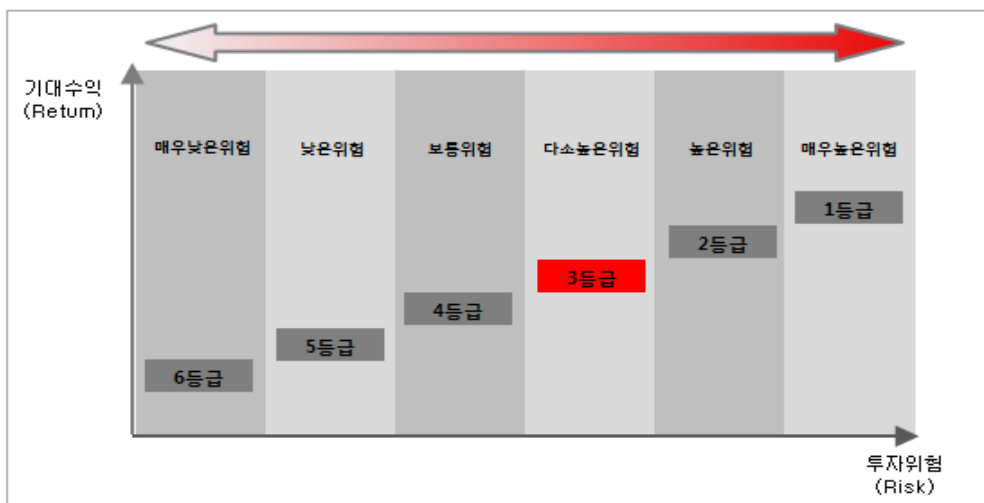 기대수익
(Return)
매우낮은위험 낮은위험 보통위험 다소높은위험 높은위험 매우높은위험
1등급
2등급
3등급
4등급
5등급
6등급
투자위험
(Risk)